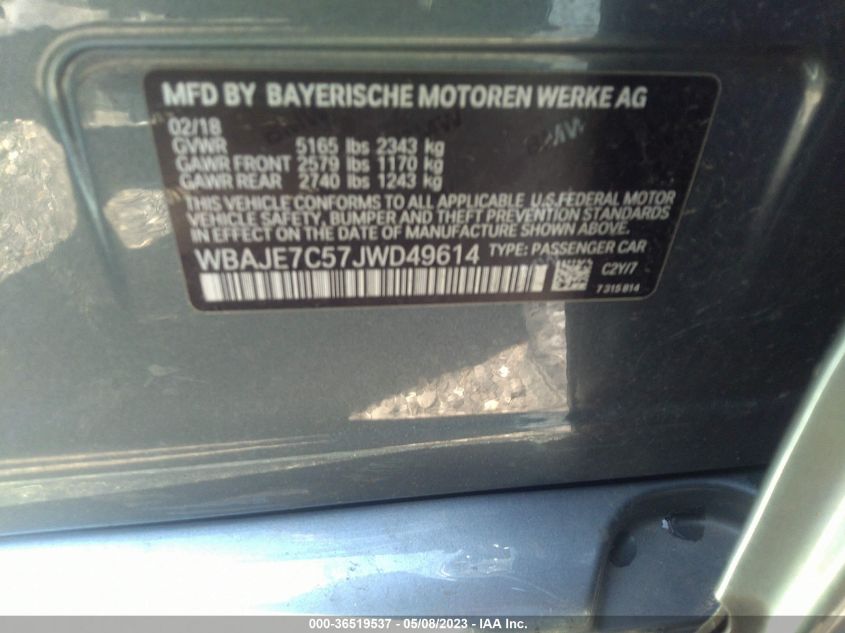 MFD BY BAYERISCHE MOTOREN WERKE AG
02/18
GVWR 5165 lbs 2343 kg
GAWR FRONT 2579 lbs 1170 kg
GAWR REAR 2740 lbs 1243 kg
THIS VEHICLE CONFORMS TO ALL APPLICABLE U.S.FEDERAL MOTOR
VEHICLE SAFETY, BUMPER AND THEFT PREVENTION STANDARDS
IN EFFECT ON THE DATE OF MANUFACTURE SHOWN ABOVE.
WBAJE7C57JWD49614 TYPE: PASSENGER CAR
C2Y/7
7 315 814
000-36519537 - 05/08/2023 - IAA Inc.